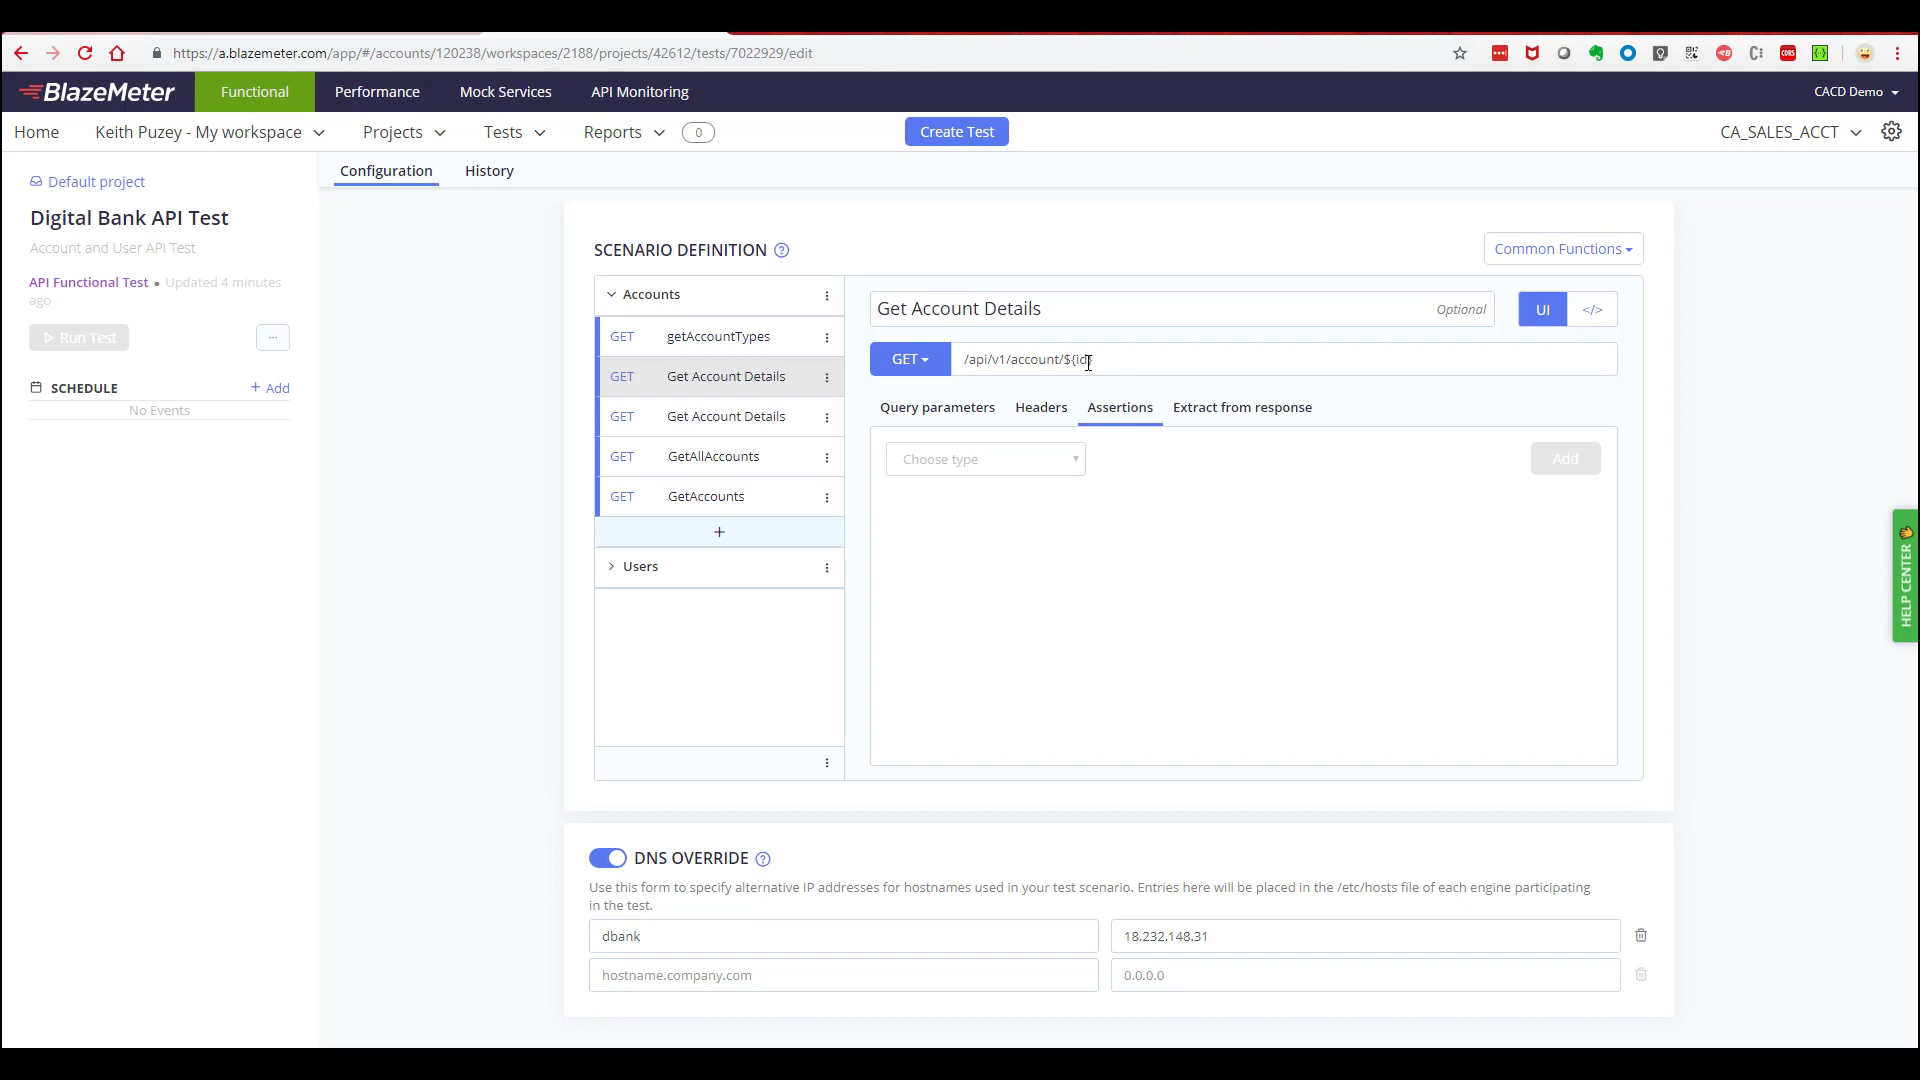 https://a.blazemeter.com/app/#/accounts/120238/workspaces/2188/projects/42612/tests/7022929/edit
BlazeMeter
Functional
Performance
Mock Services
API Monitoring
CACD Demo
Home
Keith Puzey - My workspace
Projects
Tests
Reports
0
Create Test
CA_SALES_ACCT
Default project
Digital Bank API Test
Account and User API Test
API Functional Test • Updated 4 minutes
ago
Run Test
...
SCHEDULE
+ Add
No Events
Configuration
History
SCENARIO DEFINITION ?
Common Functions
Accounts
GET getAccountTypes
GET Get Account Details
GET Get Account Details
GET GetAllAccounts
GET GetAccounts
+
Users
Get Account Details
Optional
UI
</>
GET
/api/v1/account/${id}
Query parameters
Headers
Assertions
Extract from response
Choose type
Add
DNS OVERRIDE ?
Use this form to specify alternative IP addresses for hostnames used in your test scenario. Entries here will be placed in the /etc/hosts file of each engine participating
in the test.
dbank
18.232.148.31
hostname.company.com
0.0.0.0
HELP CENTER